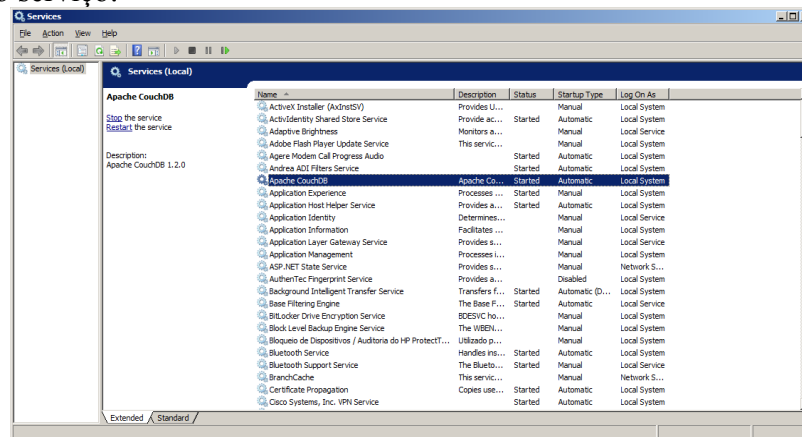 o serviço.
Services
File Action View Help
Services (Local)
Services (Local)
Apache CouchDB
Stop the service
Restart the service
Description:
Apache CouchDB 1.2.0
Name Description Status Startup Type Log On As
ActiveX Installer (AxInstSV) Provides U... Manual Local System
ActivIdentity Shared Store Service Provide ac... Started Automatic Local System
Adaptive Brightness Monitors a... Manual Local Service
Adobe Flash Player Update Service This servic... Manual Local System
Agere Modem Call Progress Audio Started Automatic Local System
Andrea ADI Filters Service Started Automatic Local System
Apache CouchDB Apache Co... Started Automatic Local System
Application Experience Processes ... Started Manual Local System
Application Host Helper Service Provides a... Started Automatic Local System
Application Identity Determines... Manual Local Service
Application Information Facilitates ... Manual Local System
Application Layer Gateway Service Provides s... Manual Local Service
Application Management Processes i... Manual Local System
ASP.NET State Service Provides s... Manual Network S...
AuthenTec Fingerprint Service Provides a... Disabled Local System
Background Intelligent Transfer Service Transfers f... Started Automatic (D... Local System
Base Filtering Engine The Base F... Started Automatic Local Service
BitLocker Drive Encryption Service BDESVC ho... Manual Local System
Block Level Backup Engine Service The WBEN... Manual Local System
Bloqueio de Dispositivos / Auditoria do HP ProtectT... Utilizado p... Manual Local System
Bluetooth Service Handles ins... Started Automatic Local System
Bluetooth Support Service The Blueto... Started Manual Local Service
BranchCache This servic... Manual Network S...
Certificate Propagation Copies use... Started Automatic Local System
Cisco Systems, Inc. VPN Service Started Automatic Local System
Extended Standard